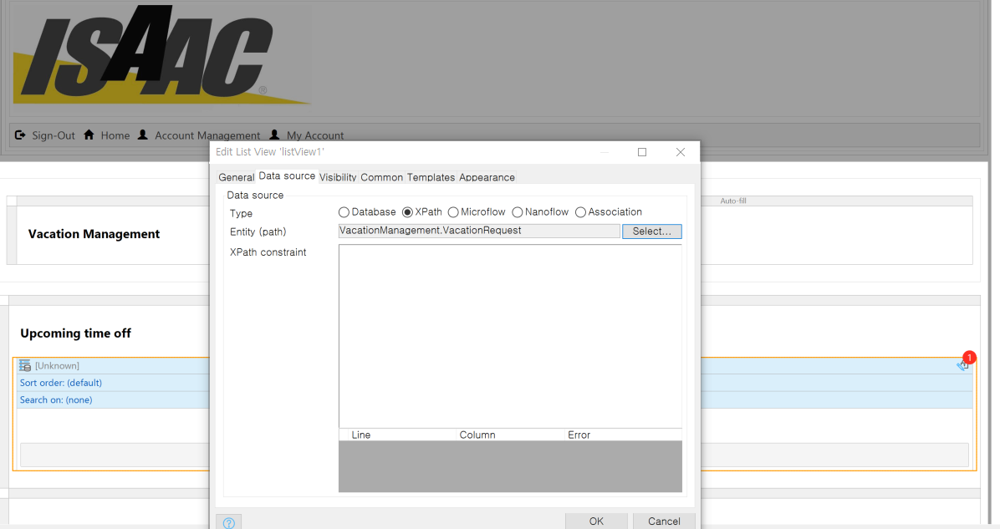 ISAAC®
Sign-Out Home Account Management My Account
Edit List View 'listView1'
General Data source Visibility Common Templates Appearance
Data source
Type Database XPath Microflow Nanoflow Association
Entity (path) VacationManagement.VacationRequest Select...
XPath constraint
Auto-fill
Vacation Management
Upcoming time off
[Unknown]
1
Sort order: (default)
Search on: (none)
Line Column Error
? OK Cancel